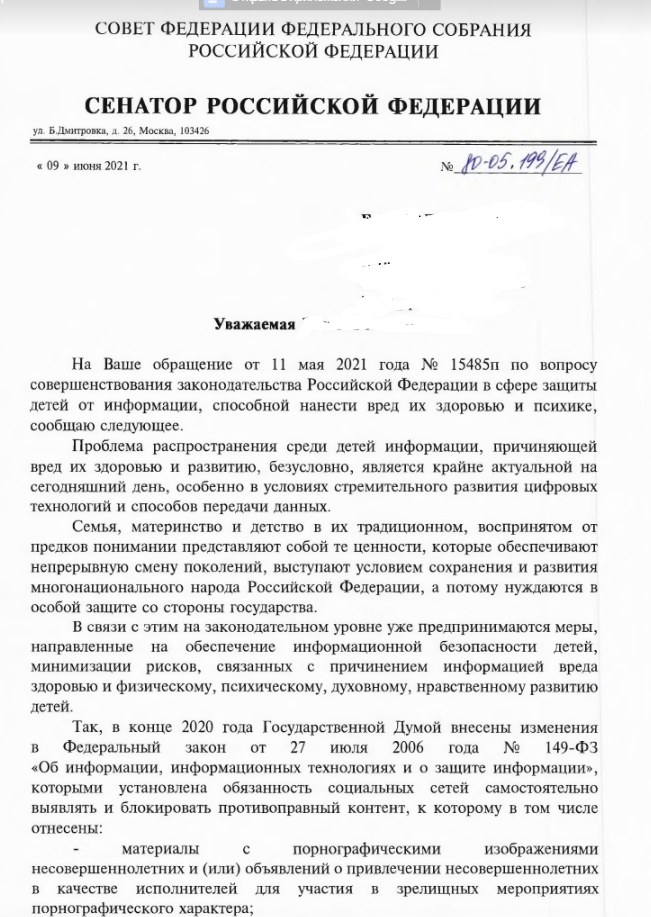 СОВЕТ ФЕДЕРАЦИИ ФЕДЕРАЛЬНОГО СОБРАНИЯ
РОССИЙСКОЙ ФЕДЕРАЦИИ
СЕНАТОР РОССИЙСКОЙ ФЕДЕРАЦИИ
ул. Б.Дмитровка, д. 26, Москва, 103426
« 09 » июня 2021 г.
№ 80-05.199/ЕА
Уважаемая
На Ваше обращение от 11 мая 2021 года № 15485п по вопросу
совершенствования законодательства Российской Федерации в сфере защиты
детей от информации, способной нанести вред их здоровью и психике,
сообщаю следующее.
Проблема распространения среди детей информации, причиняющей
вред их здоровью и развитию, безусловно, является крайне актуальной на
сегодняшний день, особенно в условиях стремительного развития цифровых
технологий и способов передачи данных.
Семья, материнство и детство в их традиционном, воспринятом от
предков понимании представляют собой те ценности, которые обеспечивают
непрерывную смену поколений, выступают условием сохранения и развития
многонационального народа Российской Федерации, а потому нуждаются в
особой защите со стороны государства.
В связи с этим на законодательном уровне уже предпринимаются меры,
направленные на обеспечение информационной безопасности детей,
минимизации рисков, связанных с причинением информацией вреда
здоровью и физическому, психическому, духовному, нравственному развитию
детей.
Так, в конце 2020 года Государственной Думой внесены изменения
в Федеральный закон от 27 июля 2006 года № 149-ФЗ
«Об информации, информационных технологиях и о защите информации»,
которыми установлена обязанность социальных сетей самостоятельно
выявлять и блокировать противоправный контент, к которому в том числе
отнесены:
- материалы с порнографическими изображениями
несовершеннолетних и (или) объявлений о привлечении несовершеннолетних
в качестве исполнителей для участия в зрелищных мероприятиях
порнографического характера;